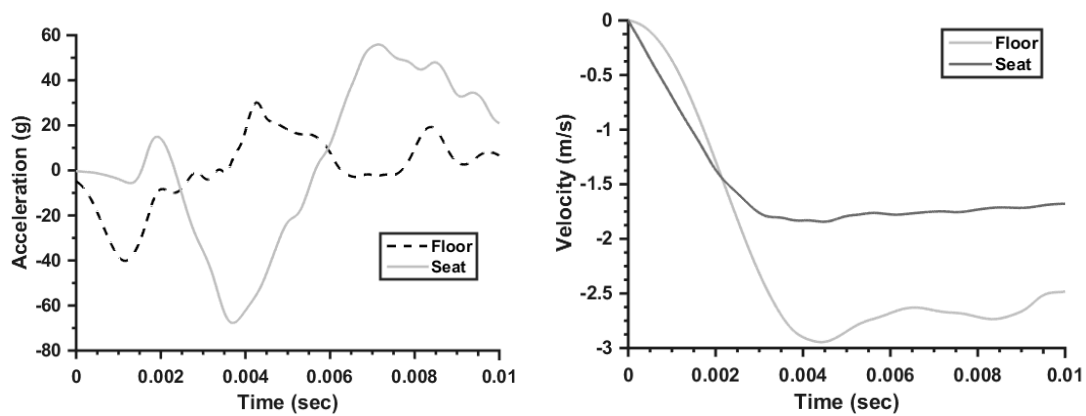 60
40
20
0
-20
-40
-60
-80
Acceleration (g)
Floor
Seat
0 0.002 0.004 0.006 0.008 0.01
Time (sec)
0
-0.5
-1
-1.5
-2
-2.5
-3
Velocity (m/s)
Floor
Seat
0 0.002 0.004 0.006 0.008 0.01
Time (sec)